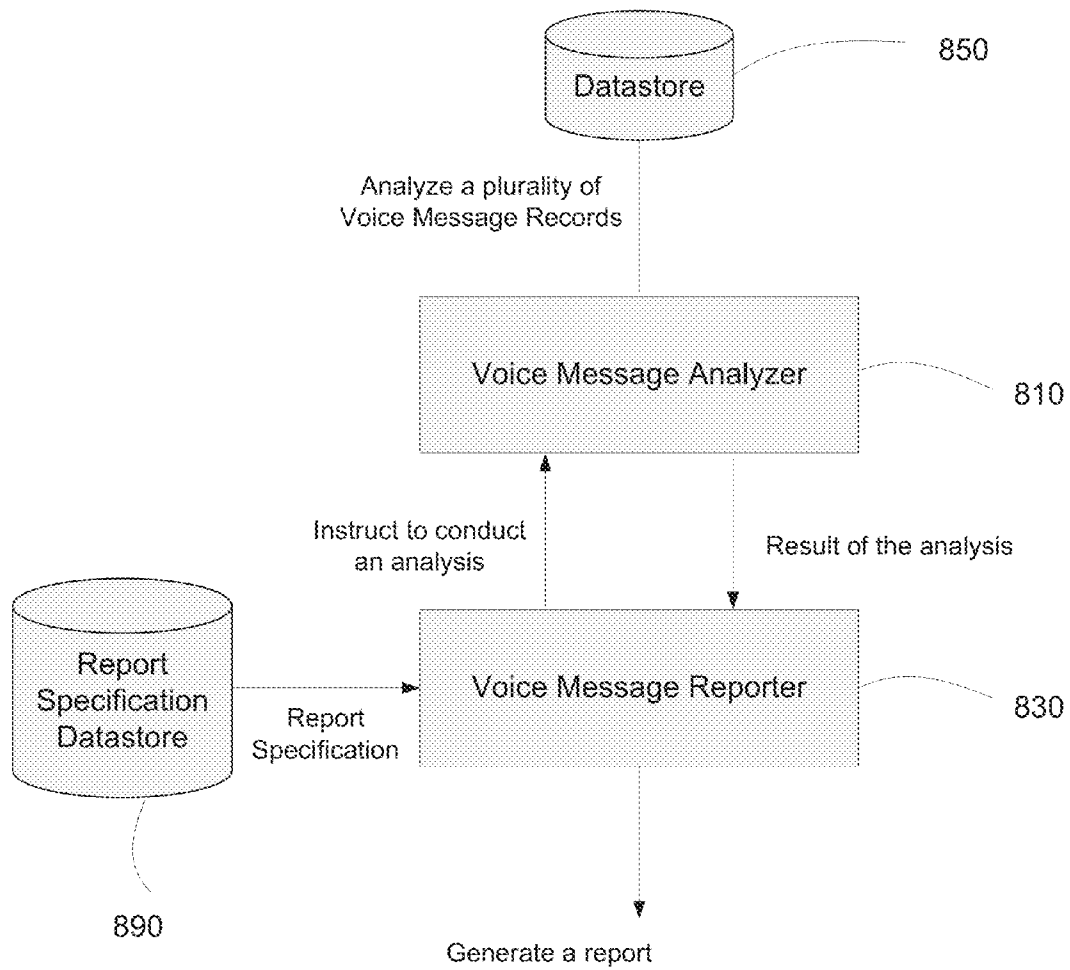 850
Datastore
Analyze a plurality of
Voice Message Records
Voice Message Analyzer
810
Instruct to conduct
an analysis
Result of the analysis
Report
Specification
Datastore
Report
Specification
Voice Message Reporter
830
890
Generate a report